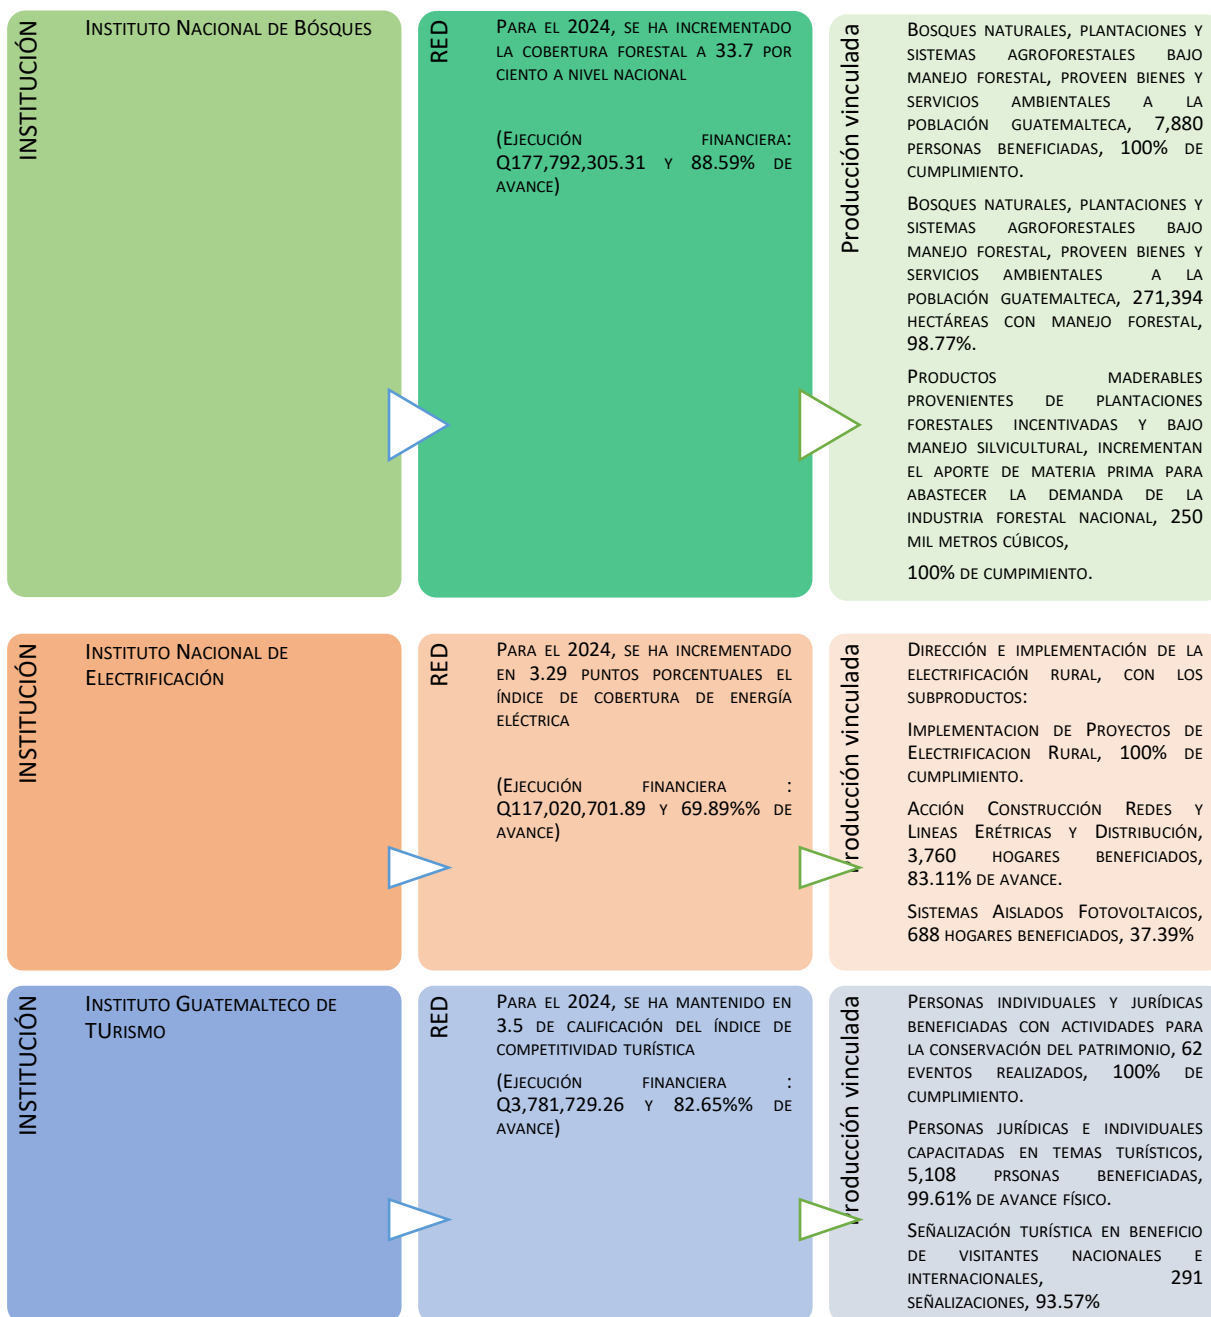 INSTITUCIÓN
INSTITUTO NACIONAL DE BÓSQUES
RED
PARA EL 2024, SE HA INCREMENTADO
LA COBERTURA FORESTAL A 33.7 POR
CIENTO A NIVEL NACIONAL
(EJECUCIÓN FINANCIERA:
Q177,792,305.31 Y 88.59% DE
AVANCE)
Producción vinculada
BOSQUES NATURALES, PLANTACIONES Y
SISTEMAS AGROFORESTALES BAJO
MANEJO FORESTAL, PROVEEN BIENES Y
SERVICIOS AMBIENTALES A LA
POBLACIÓN GUATEMALTECA, 7,880
PERSONAS BENEFICIADAS, 100% DE
CUMPLIMIENTO.
BOSQUES NATURALES, PLANTACIONES Y
SISTEMAS AGROFORESTALES BAJO
MANEJO FORESTAL, PROVEEN BIENES Y
SERVICIOS AMBIENTALES A LA
POBLACIÓN GUATEMALTECA, 271,394
HECTÁREAS CON MANEJO FORESTAL,
98.77%.
PRODUCTOS MADERABLES
PROVENIENTES DE PLANTACIONES
FORESTALES INCENTIVADAS Y BAJO
MANEJO SILVICULTURAL, INCREMENTAN
EL APORTE DE MATERIA PRIMA PARA
ABASTECER LA DEMANDA DE LA
INDUSTRIA FORESTAL NACIONAL, 250
MIL METROS CÚBICOS,
100% DE CUMPIMIENTO.
INSTITUCIÓN
INSTITUTO NACIONAL DE
ELECTRIFICACIÓN
RED
PARA EL 2024, SE HA INCREMENTADO
EN 3.29 PUNTOS PORCENTUALES EL
ÍNDICE DE COBERTURA DE ENERGÍA
ELÉCTRICA
(EJECUCIÓN FINANCIERA :
Q117,020,701.89 Y 69.89%% DE
AVANCE)
Producción vinculada
DIRECCIÓN E IMPLEMENTACIÓN DE LA
ELECTRIFICACIÓN RURAL, CON LOS
SUBPRODUCTOS:
IMPLEMENTACION DE PROYECTOS DE
ELECTRIFICACION RURAL, 100% DE
CUMPLIMIENTO.
ACCIÓN CONSTRUCCIÓN REDES Y
LINEAS ERÉTRICAS Y DISTRIBUCIÓN,
3,760 HOGARES BENEFICIADOS,
83.11% DE AVANCE.
SISTEMAS AISLADOS FOTOVOLTAICOS,
688 HOGARES BENEFICIADOS, 37.39%
INSTITUCIÓN
INSTITUTO GUATEMALTECO DE
TURISMO
RED
PARA EL 2024, SE HA MANTENIDO EN
3.5 DE CALIFICACIÓN DEL ÍNDICE DE
COMPETITIVIDAD TURÍSTICA
(EJECUCIÓN FINANCIERA :
Q3,781,729.26 Y 82.65%% DE
AVANCE)
Producción vinculada
PERSONAS INDIVIDUALES Y JURÍDICAS
BENEFICIADAS CON ACTIVIDADES PARA
LA CONSERVACIÓN DEL PATRIMONIO, 62
EVENTOS REALIZADOS, 100% DE
CUMPLIMIENTO.
PERSONAS JURÍDICAS E INDIVIDUALES
CAPACITADAS EN TEMAS TURÍSTICOS,
5,108 PRSONAS BENEFICIADAS,
99.61% DE AVANCE FÍSICO.
SEÑALIZACIÓN TURÍSTICA EN BENEFICIO
DE VISITANTES NACIONALES E
INTERNACIONALES, 291
SEÑALIZACIONES, 93.57%